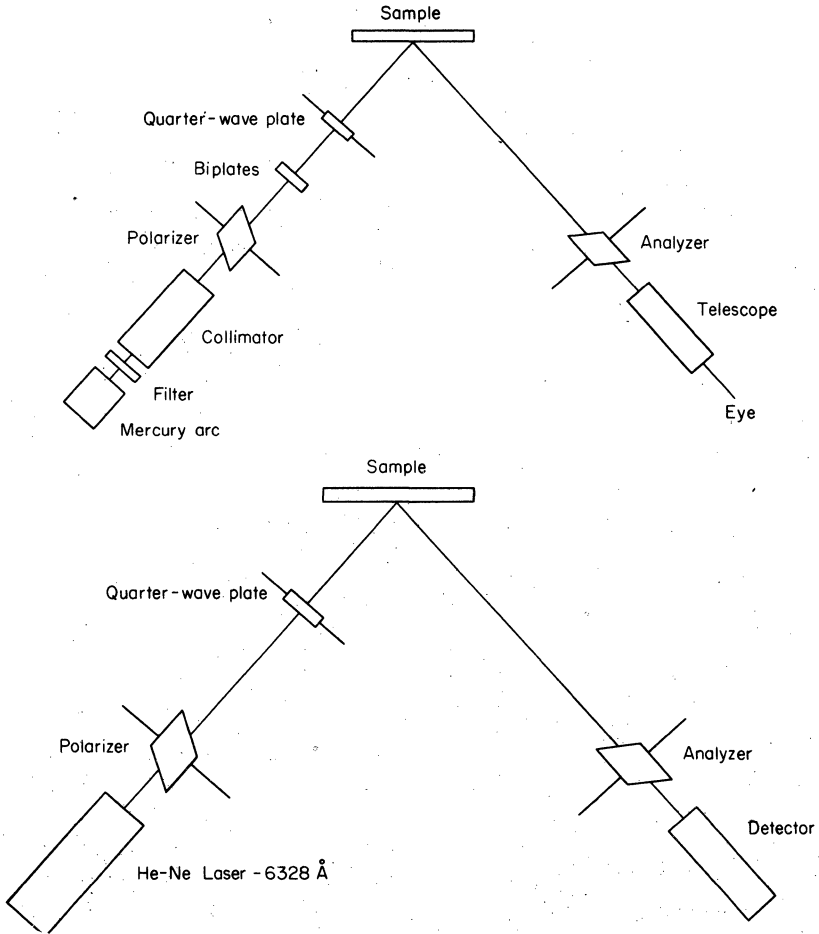 Sample
Quarter-wave plate
Biplates
Polarizer
Analyzer
Telescope
Collimator
Filter
Eye
Mercury arc
Sample
Quarter-wave plate
Polarizer
Analyzer
Detector
He-Ne Laser - 6328 Å